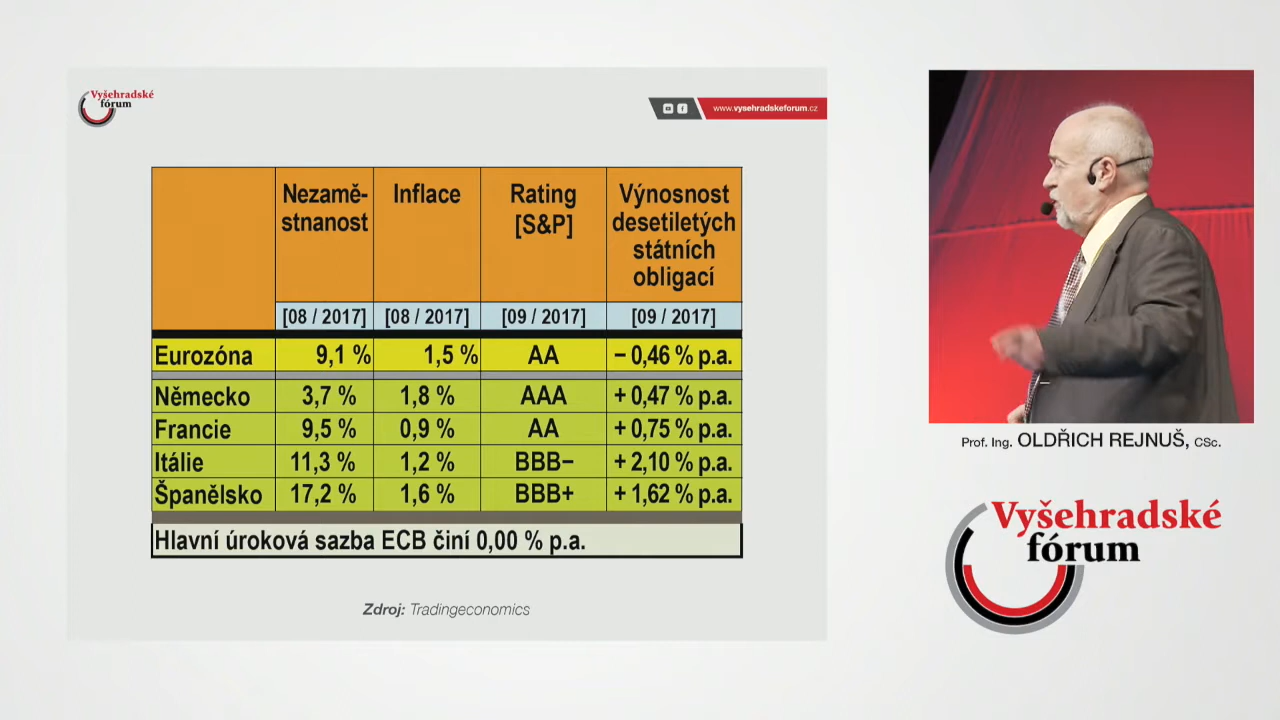 Vyšehradské
fórum
www.vysehradskeforum.cz
Nezamě-
stnanost
Inflace
Rating
[S&P]
Výnosnost
desetiletých
státních
obligací
[08 / 2017] [08 / 2017] [09 / 2017] [09 / 2017]
Eurozóna 9,1 % 1,5 % AA – 0,46 % p.a.
Německo 3,7 % 1,8 % AAA + 0,47 % p.a.
Francie 9,5 % 0,9 % AA + 0,75 % p.a.
Itálie 11,3 % 1,2 % BBB– + 2,10 % p.a.
Španělsko 17,2 % 1,6 % BBB+ + 1,62 % p.a.
Hlavní úroková sazba ECB činí 0,00 % p.a.
Zdroj: Tradingeconomics
Prof. Ing. OLDŘICH REJNUŠ, CSc.
Vyšehradské
fórum